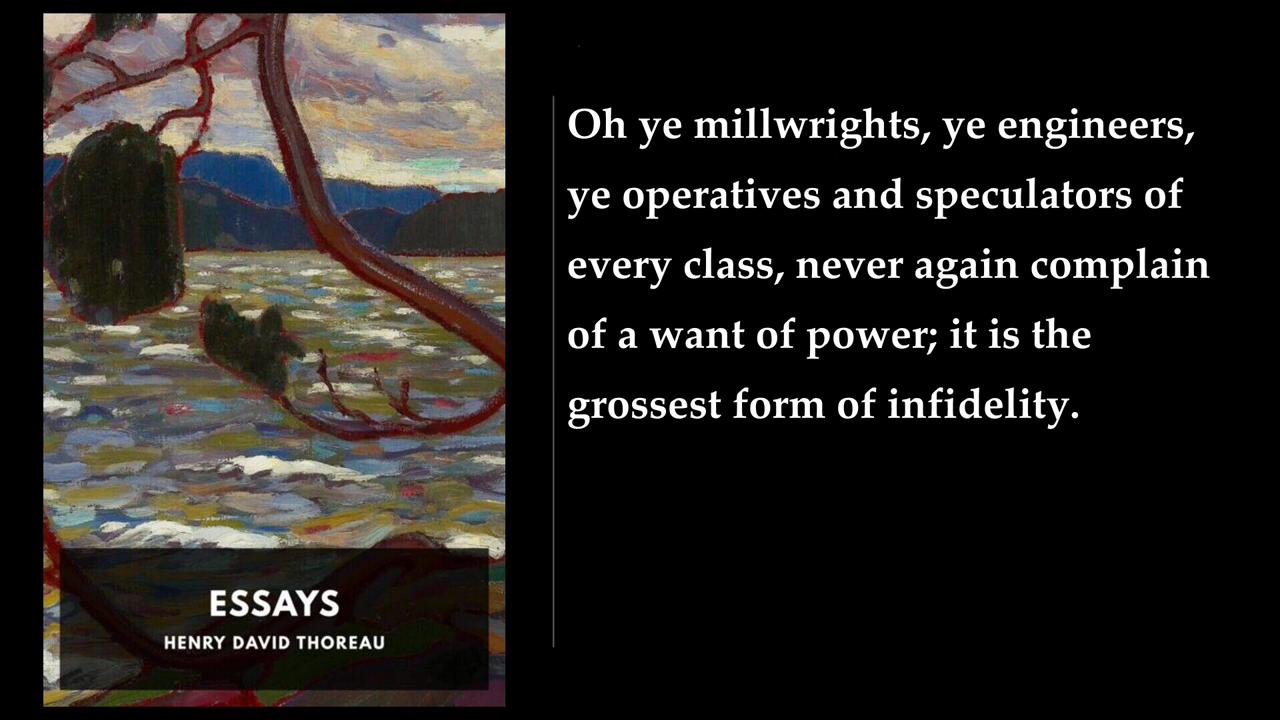 Oh ye millwrights, ye engineers,
ye operatives and speculators of
every class, never again complain
of a want of power; it is the
grossest form of infidelity.
ESSAYS
HENRY DAVID THOREAU